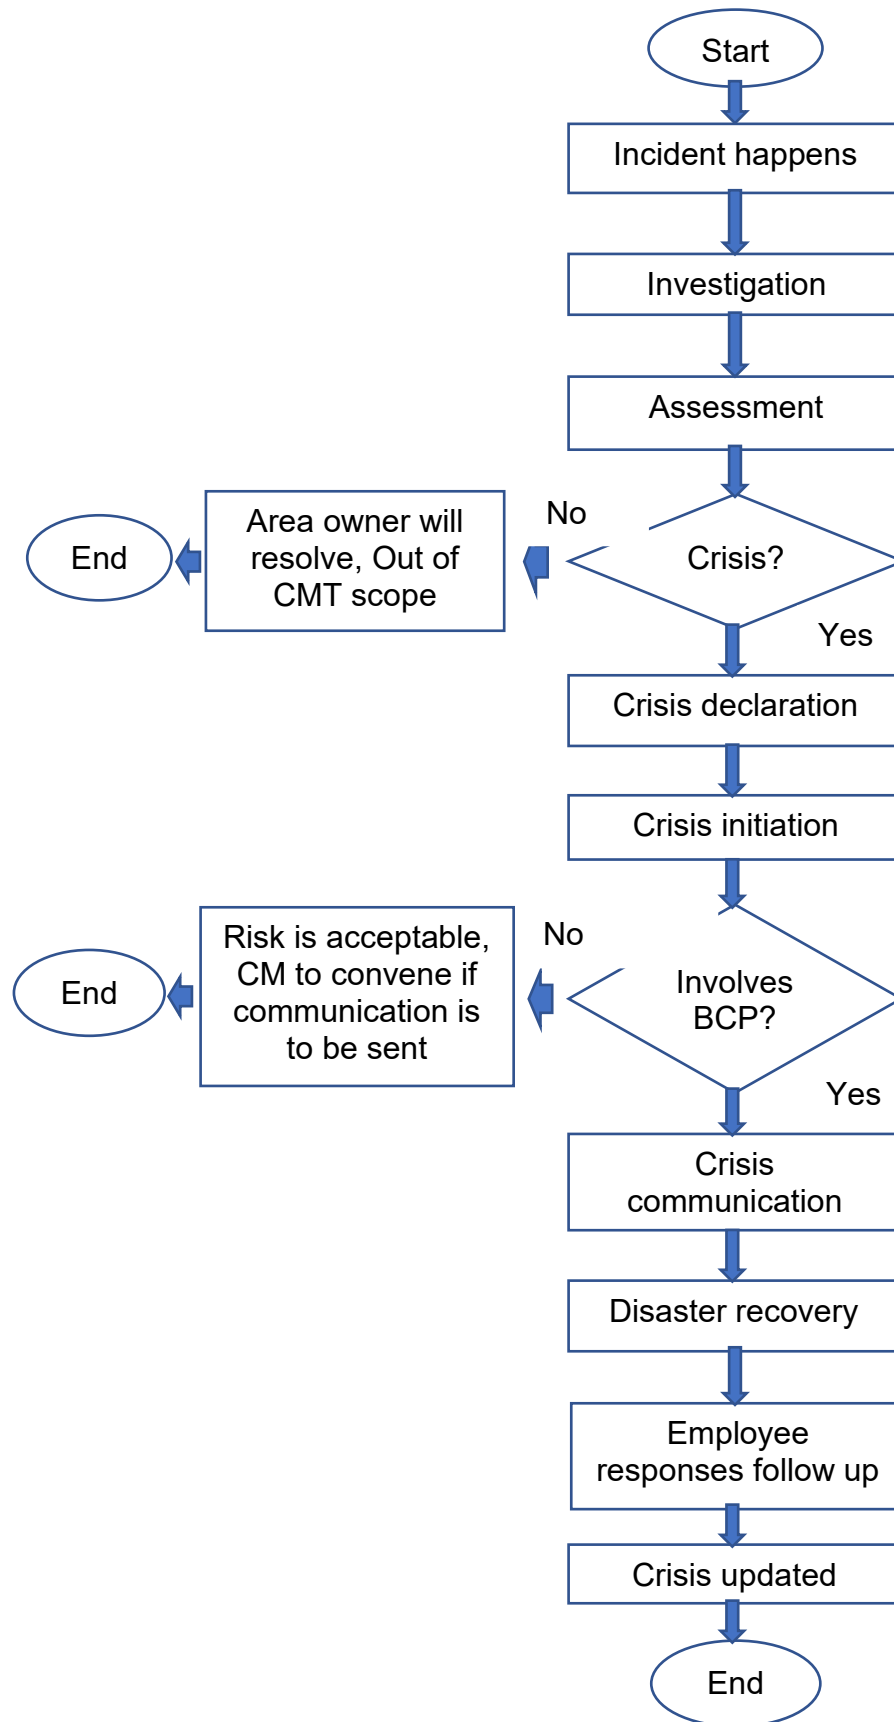 Start
Incident happens
Investigation
Assessment
No
Area owner will
resolve, Out of
CMT scope
End
Crisis?
Yes
Crisis declaration
Crisis initiation
No
Risk is acceptable,
CM to convene if
communication is
to be sent
End
Involves
BCP?
Yes
Crisis
communication
Disaster recovery
Employee
responses follow up
Crisis updated
End